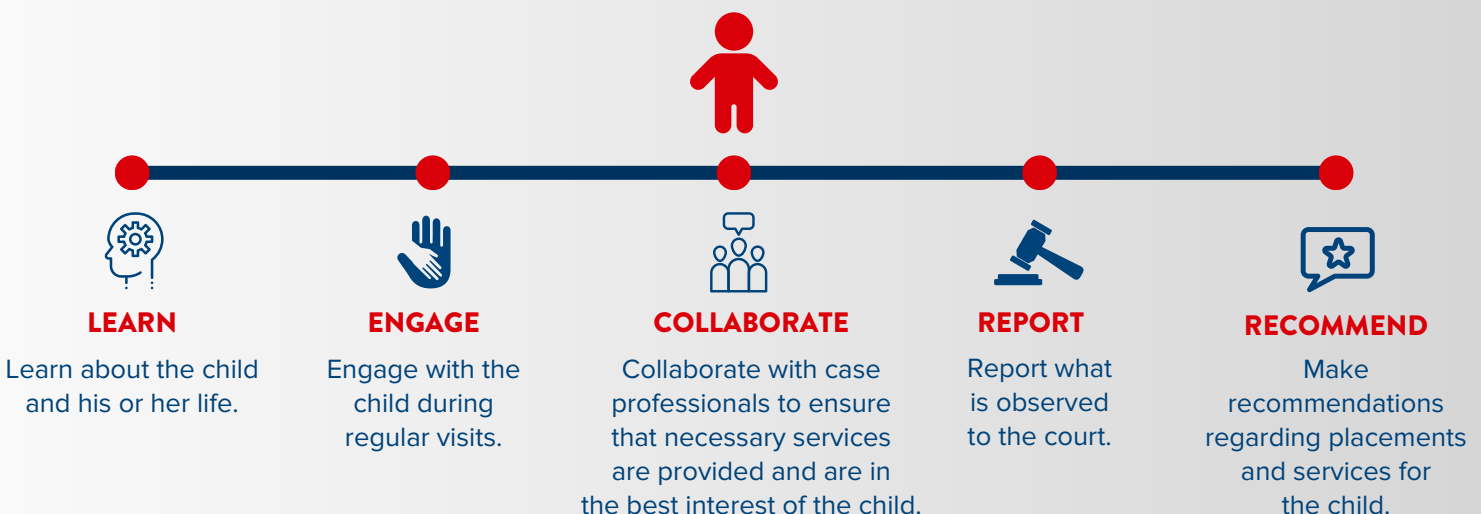 LEARN
Learn about the child
and his or her life.
ENGAGE
Engage with the
child during
regular visits.
COLLABORATE
Collaborate with case
professionals to ensure
that necessary services
are provided and are in
the best interest of the child.
REPORT
Report what
is observed
to the court.
RECOMMEND
Make
recommendations
regarding placements
and services for
the child.